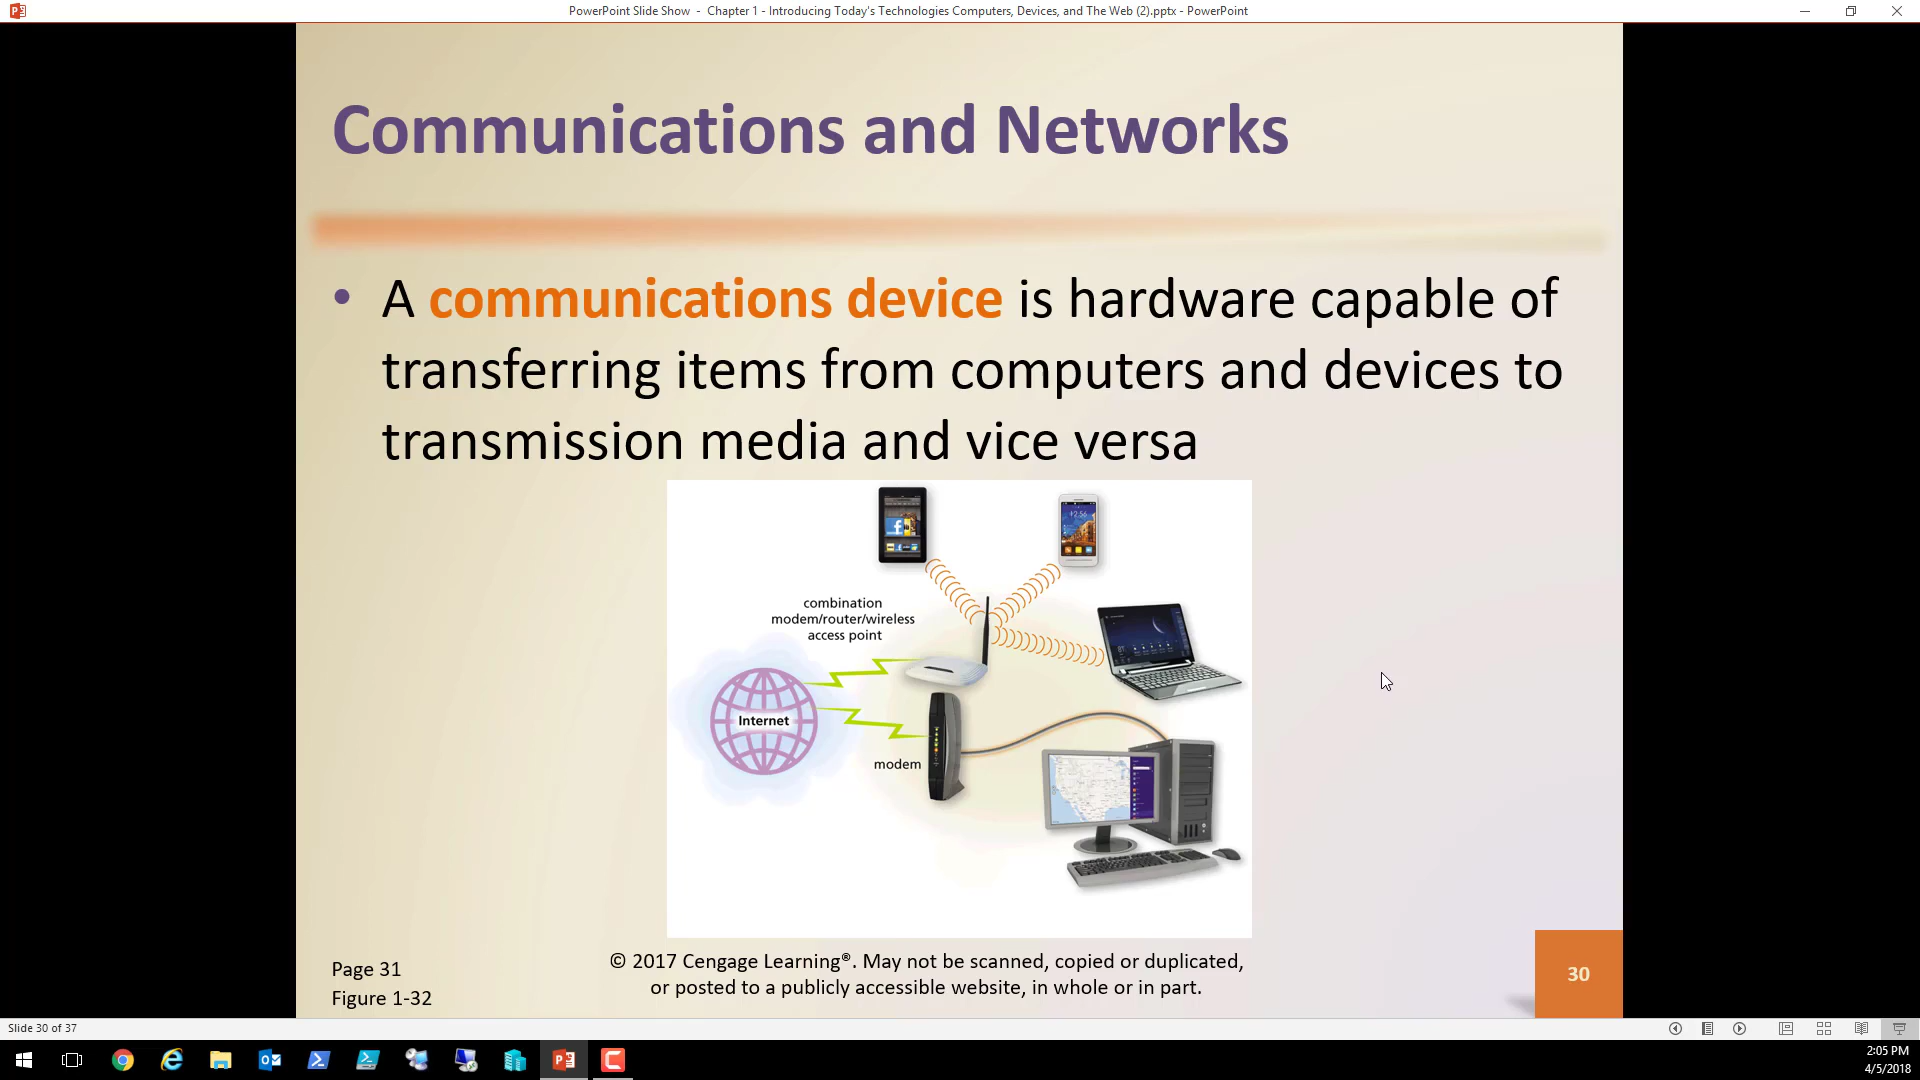 PowerPoint Slide Show - Chapter 1 - Introducing Today's Technologies Computers, Devices, and The Web (2).pptx - PowerPoint
Communications and Networks
• A communications device is hardware capable of
transferring items from computers and devices to
transmission media and vice versa
combination
modem/router/wireless
access point
Internet
modem
Page 31
Figure 1-32
© 2017 Cengage Learning®. May not be scanned, copied or duplicated,
or posted to a publicly accessible website, in whole or in part.
30
Slide 30 of 37
2:05 PM
4/5/2018